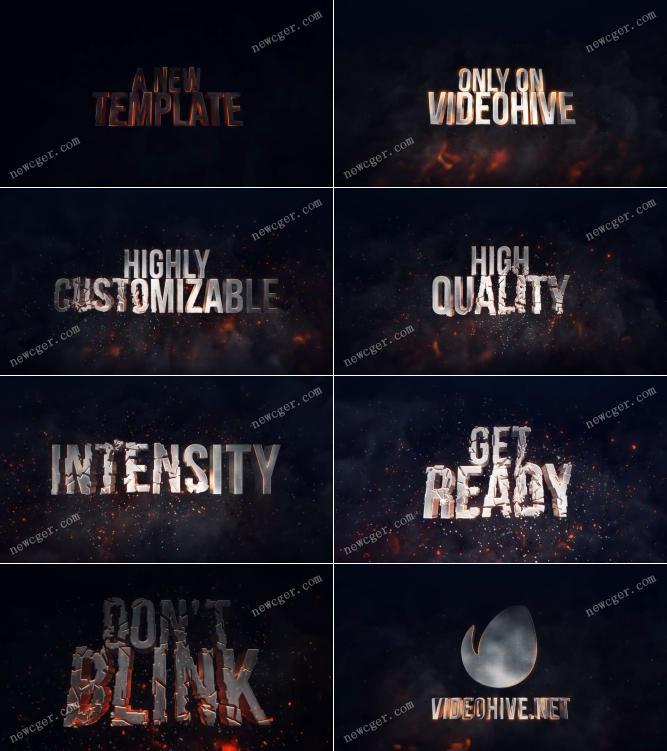 newcger.com
A NEW
TEMPLATE
newcger.com
newcger.com
ONLY ON
VIDEOHIVE
newcger.com
newcger.com
HIGHLY
CUSTOMIZABLE
newcger.com
newcger.com
HIGH
QUALITY
newcger.com
newcger.com
INTENSITY
newcger.com
newcger.com
GET
READY
newcger.com
newcger.com
DON'T
BLINK
newcger.com
newcger.com
VIDEOHIVE.NET
newcger.com